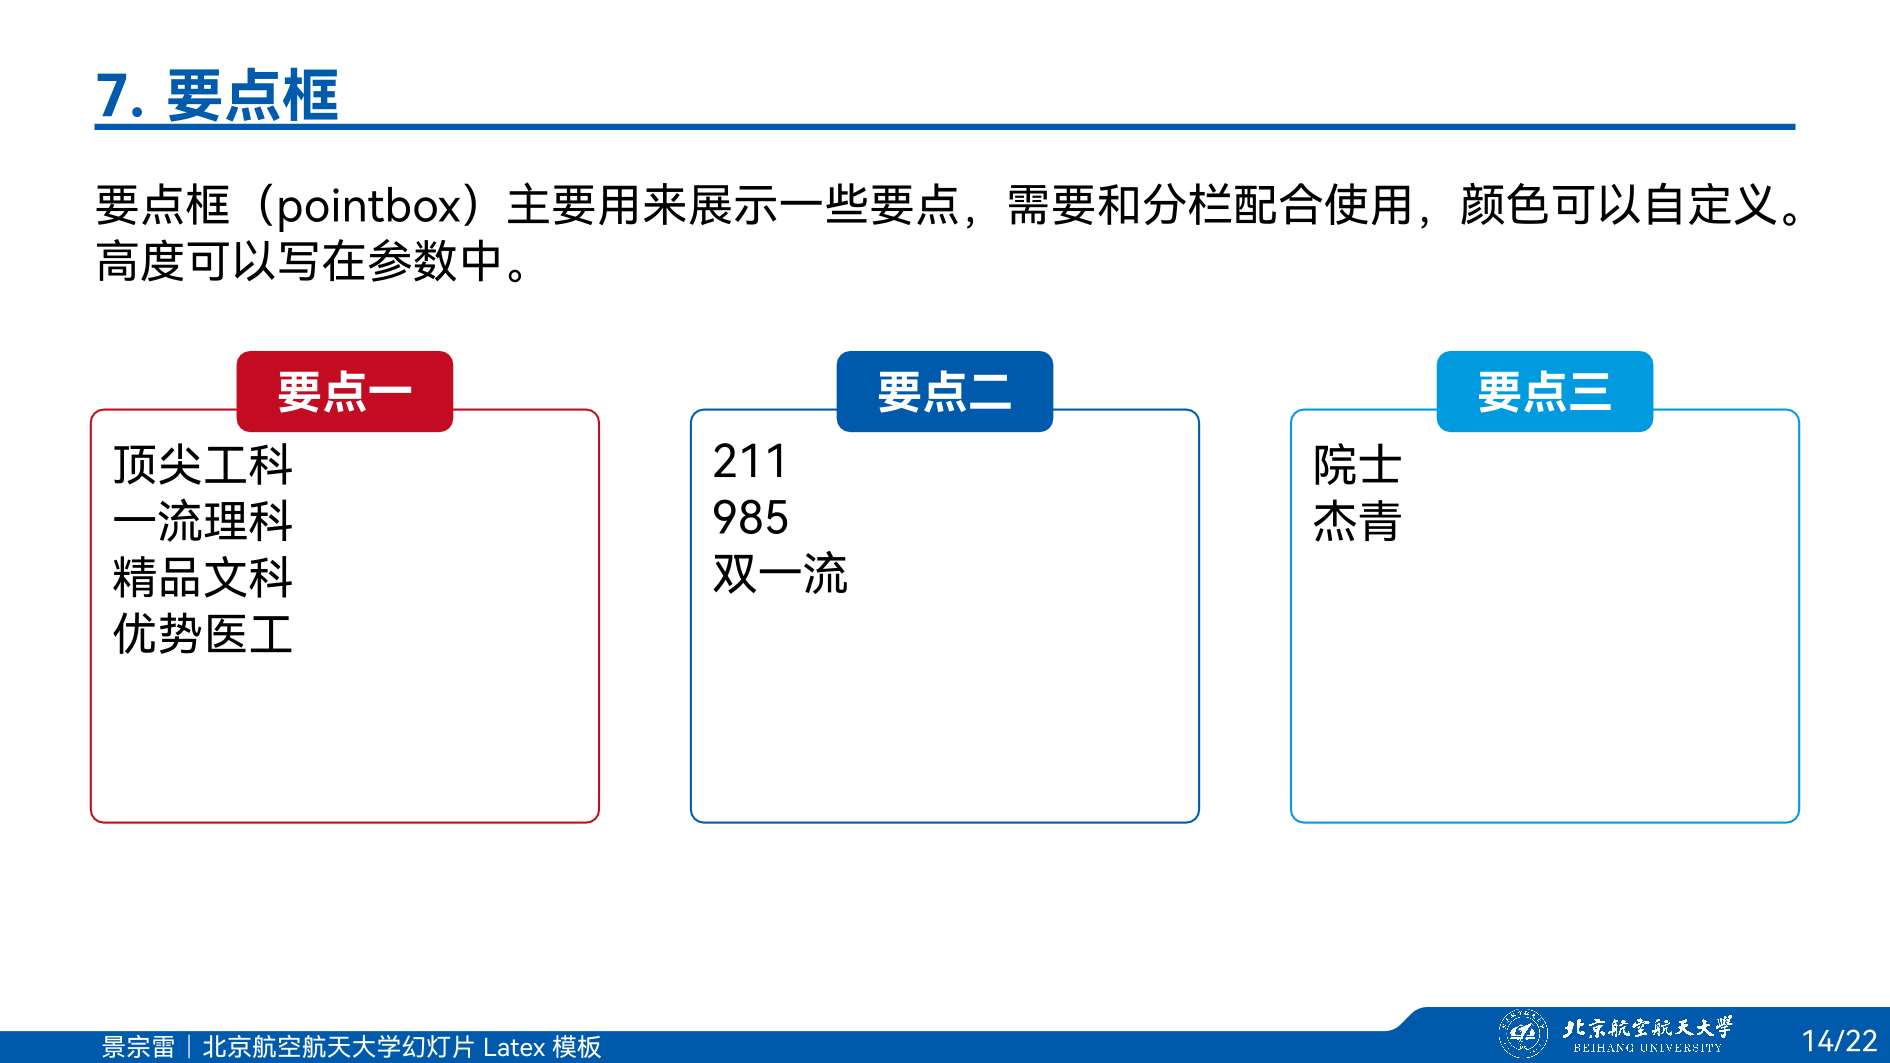 7. 要点框
要点框（pointbox）主要用来展示一些要点，需要和分栏配合使用，颜色可以自定义。
高度可以写在参数中。
要点一
顶尖工科
一流理科
精品文科
优势医工
要点二
211
985
双一流
要点三
院士
杰青
景宗雷｜北京航空航天大学幻灯片 Latex 模板
北京航空航天大學
BEIHANG UNIVERSITY
14/22